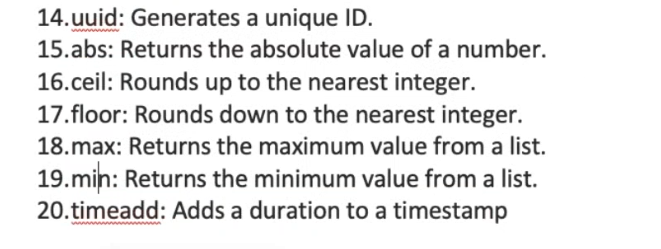 14.uuid: Generates a unique ID.
15.abs: Returns the absolute value of a number.
16.ceil: Rounds up to the nearest integer.
17.floor: Rounds down to the nearest integer.
18.max: Returns the maximum value from a list.
19.min: Returns the minimum value from a list.
20.timeadd: Adds a duration to a timestamp